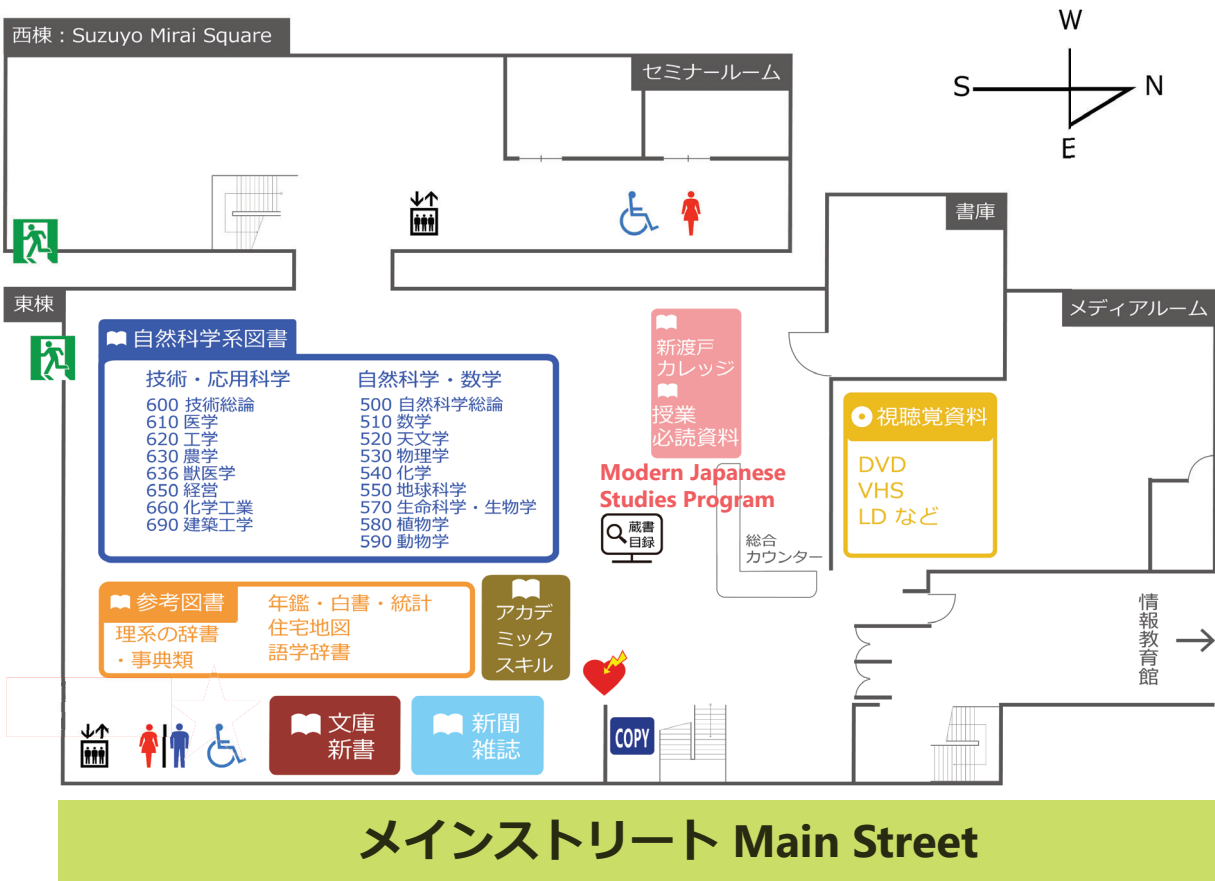 西棟：Suzuyo Mirai Square
セミナールーム
W
S
N
E
書庫
東棟
メディアルーム
自然科学系図書
技術・応用科学
600 技術総論
610 医学
620 工学
630 農学
636 獣医学
650 経営
660 化学工業
690 建築工学
自然科学・数学
500 自然科学総論
510 数学
520 天文学
530 物理学
540 化学
550 地球科学
570 生命科学・生物学
580 植物学
590 動物学
新渡戸
カレッジ
授業
必読資料
Modern Japanese
Studies Program
蔵書
目録
総合
カウンター
視聴覚資料
DVD
VHS
LD など
参考図書
理系の辞書
・事典類
年鑑・白書・統計
住宅地図
語学辞書
アカデ
ミック
スキル
情報教育館
文庫
新書
新聞
雑誌
COPY
メインストリート Main Street